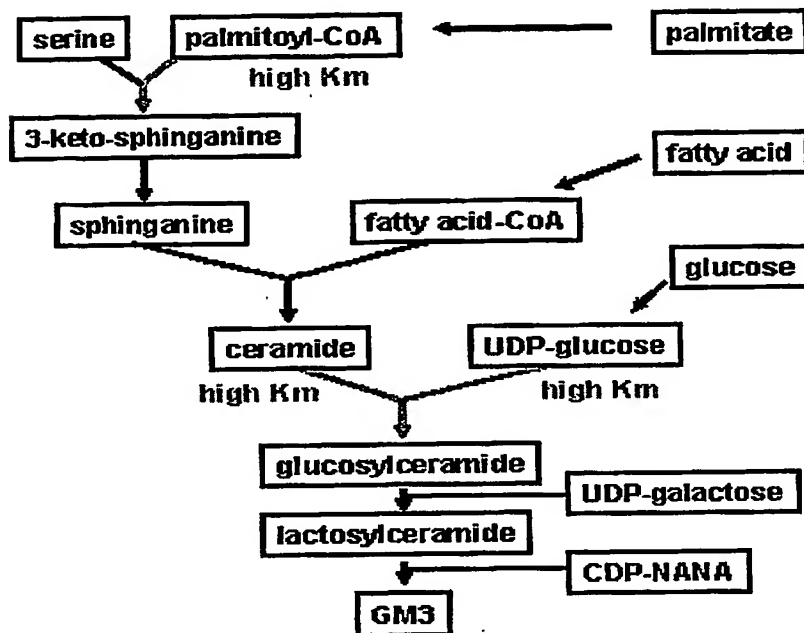 serine
palmitoyl-CoA
palmitate
high Km
3-keto-sphinganine
fatty acid
sphinganine
fatty acid-CoA
glucose
ceramide
UDP-glucose
high Km
high Km
glucosylceramide
UDP-galactose
lactosylceramide
CDP-NANA
GM3